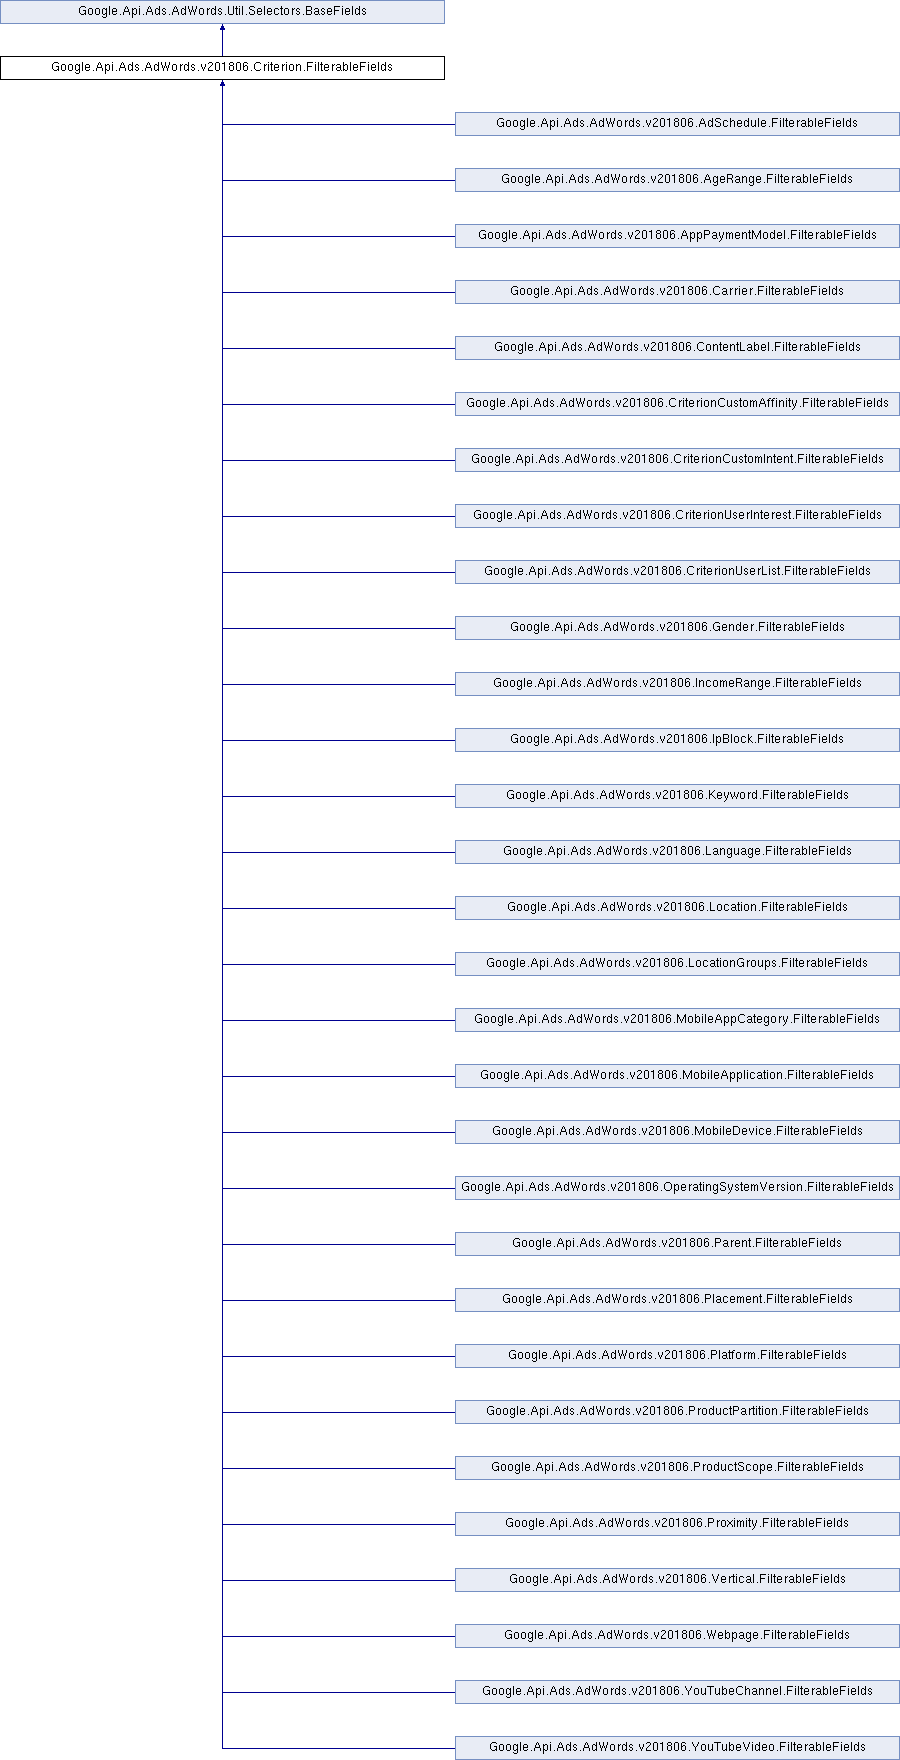 Google.Api.Ads.AdWords.Util.Selectors.BaseFields
Google.Api.Ads.AdWords.v201806.Criterion.FilterableFields
Google.Api.Ads.AdWords.v201806.AdSchedule.FilterableFields
Google.Api.Ads.AdWords.v201806.AgeRange.FilterableFields
Google.Api.Ads.AdWords.v201806.AppPaymentModel.FilterableFields
Google.Api.Ads.AdWords.v201806.Carrier.FilterableFields
Google.Api.Ads.AdWords.v201806.ContentLabel.FilterableFields
Google.Api.Ads.AdWords.v201806.CriterionCustomAffinity.FilterableFields
Google.Api.Ads.AdWords.v201806.CriterionCustomIntent.FilterableFields
Google.Api.Ads.AdWords.v201806.CriterionUserInterest.FilterableFields
Google.Api.Ads.AdWords.v201806.CriterionUserList.FilterableFields
Google.Api.Ads.AdWords.v201806.Gender.FilterableFields
Google.Api.Ads.AdWords.v201806.IncomeRange.FilterableFields
Google.Api.Ads.AdWords.v201806.IpBlock.FilterableFields
Google.Api.Ads.AdWords.v201806.Keyword.FilterableFields
Google.Api.Ads.AdWords.v201806.Language.FilterableFields
Google.Api.Ads.AdWords.v201806.Location.FilterableFields
Google.Api.Ads.AdWords.v201806.LocationGroups.FilterableFields
Google.Api.Ads.AdWords.v201806.MobileAppCategory.FilterableFields
Google.Api.Ads.AdWords.v201806.MobileApplication.FilterableFields
Google.Api.Ads.AdWords.v201806.MobileDevice.FilterableFields
Google.Api.Ads.AdWords.v201806.OperatingSystemVersion.FilterableFields
Google.Api.Ads.AdWords.v201806.Parent.FilterableFields
Google.Api.Ads.AdWords.v201806.Placement.FilterableFields
Google.Api.Ads.AdWords.v201806.Platform.FilterableFields
Google.Api.Ads.AdWords.v201806.ProductPartition.FilterableFields
Google.Api.Ads.AdWords.v201806.ProductScope.FilterableFields
Google.Api.Ads.AdWords.v201806.Proximity.FilterableFields
Google.Api.Ads.AdWords.v201806.Vertical.FilterableFields
Google.Api.Ads.AdWords.v201806.Webpage.FilterableFields
Google.Api.Ads.AdWords.v201806.YouTubeChannel.FilterableFields
Google.Api.Ads.AdWords.v201806.YouTubeVideo.FilterableFields